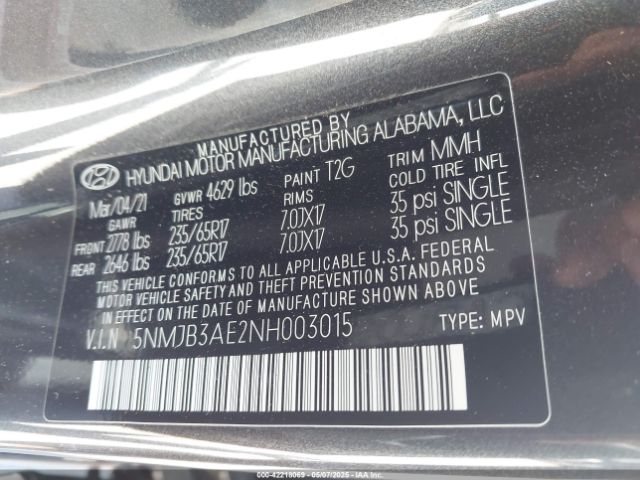 MANUFACTURED BY
HYUNDAI MOTOR MANUFACTURING ALABAMA, LLC
Mar/04/21 GVWR 4629 lbs PAINT T2G TRIM MMH
GAWR TIRES RIMS COLD TIRE INFL
FRONT 2778 lbs 235/65R17 7.0JX17 35 psi SINGLE
REAR 2646 lbs 235/65R17 7.0JX17 35 psi SINGLE
THIS VEHICLE CONFORMS TO ALL APPLICABLE U.S.A. FEDERAL
MOTOR VEHICLE SAFETY AND THEFT PREVENTION STANDARDS
IN EFFECT ON THE DATE OF MANUFACTURE SHOWN ABOVE.
V.I.N 5NMJB3AE2NH003015 TYPE: MPV
000-42218069 05/07/2025 IAA Inc.